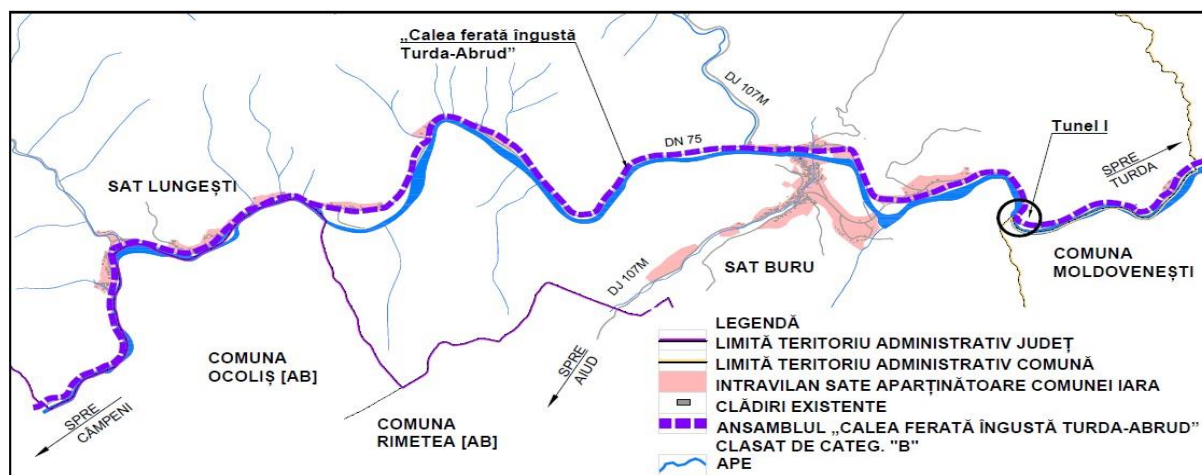 „Calea ferată îngustă
Turda-Abrud”
DJ 107M
DN 75
Tunel I
SPRE
TURDA
SAT LUNGEȘTI
COMUNA
MOLDOVENEȘTI
SAT BURU
DJ 107M
SPRE
AIUD
COMUNA
OCOLIȘ [AB]
SPRE
CÂMPENI
COMUNA
RIMETEA [AB]
LEGENDĂ
LIMITĂ TERITORIU ADMINISTRATIV JUDEȚ
LIMITĂ TERITORIU ADMINISTRATIV COMUNĂ
INTRAVILAN SATE APARȚINĂTOARE COMUNEI IARA
CLĂDIRI EXISTENTE
ANSAMBLUL „CALEA FERATĂ ÎNGUSTĂ TURDA-ABRUD”
CLASAT DE CATEG. "B"
APE